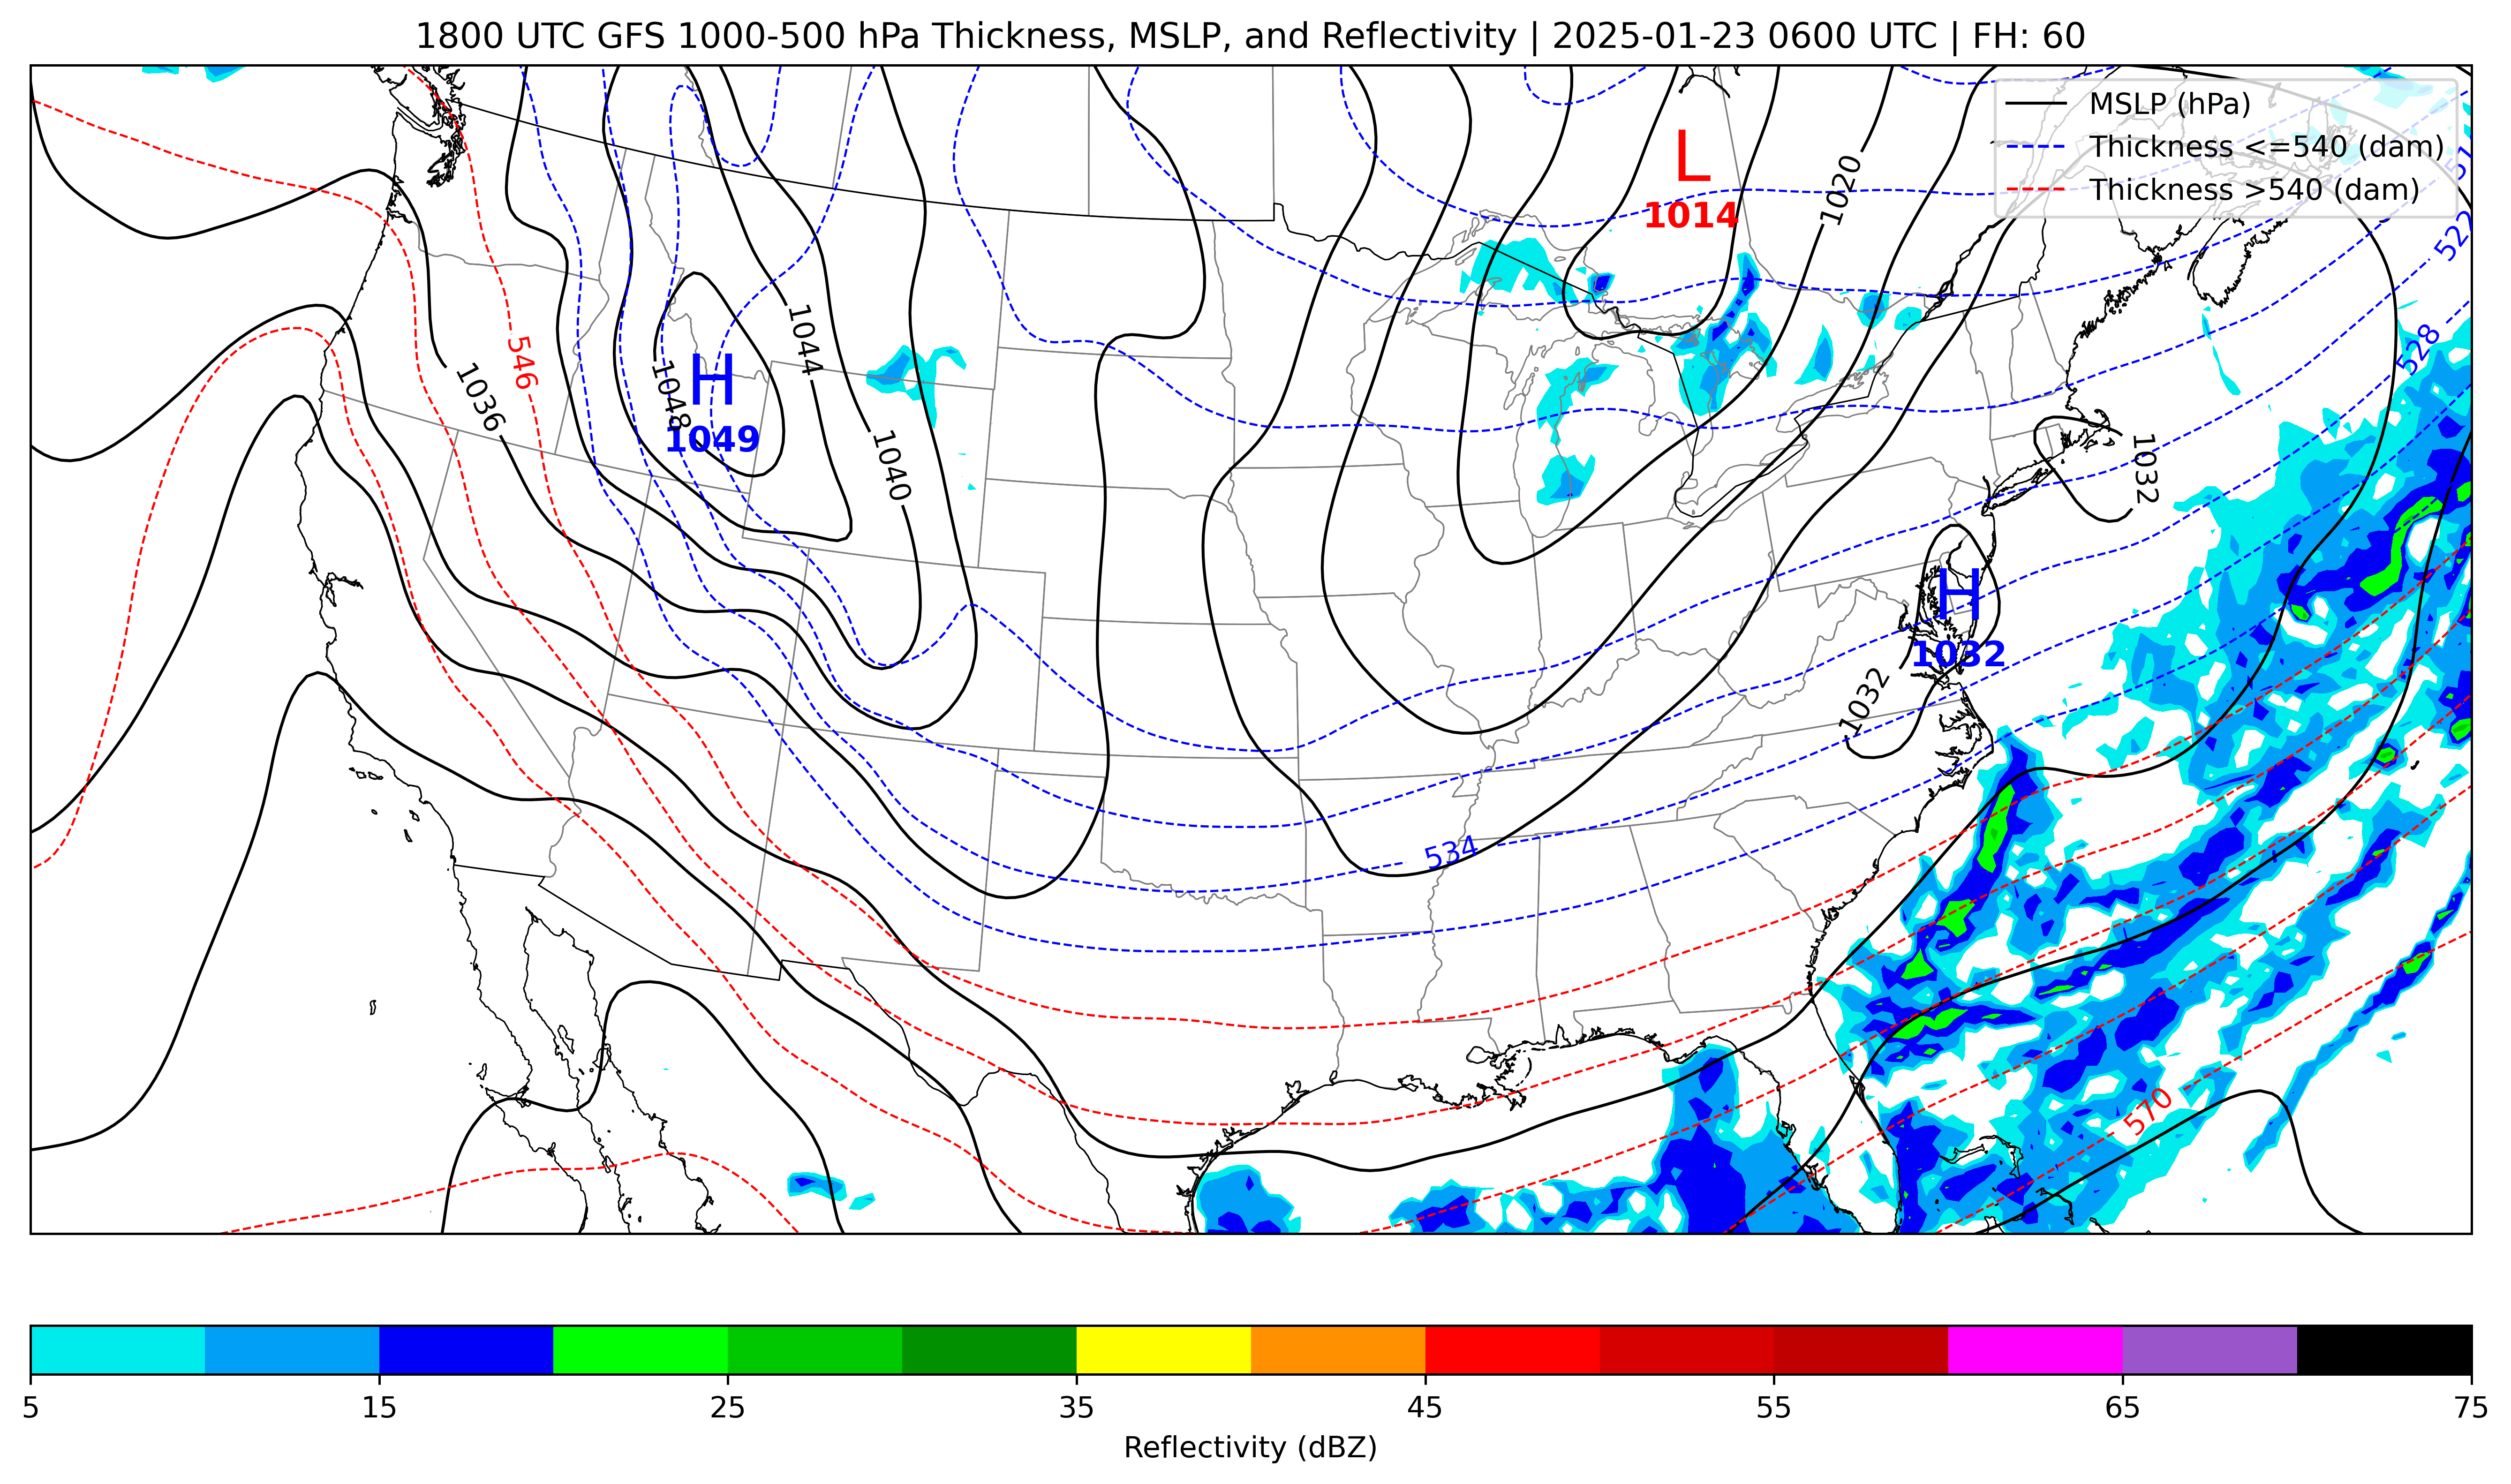 1800 UTC GFS 1000-500 hPa Thickness, MSLP, and Reflectivity | 2025-01-23 0600 UTC | FH: 60
MSLP (hPa)
Thickness <=540 (dam)
Thickness >540 (dam)
L
1014
1020
522
528
1044
546
1036
1048
H
1049
1040
1032
H
1032
1032
534
570
5 15 25 35 45 55 65 75
Reflectivity (dBZ)